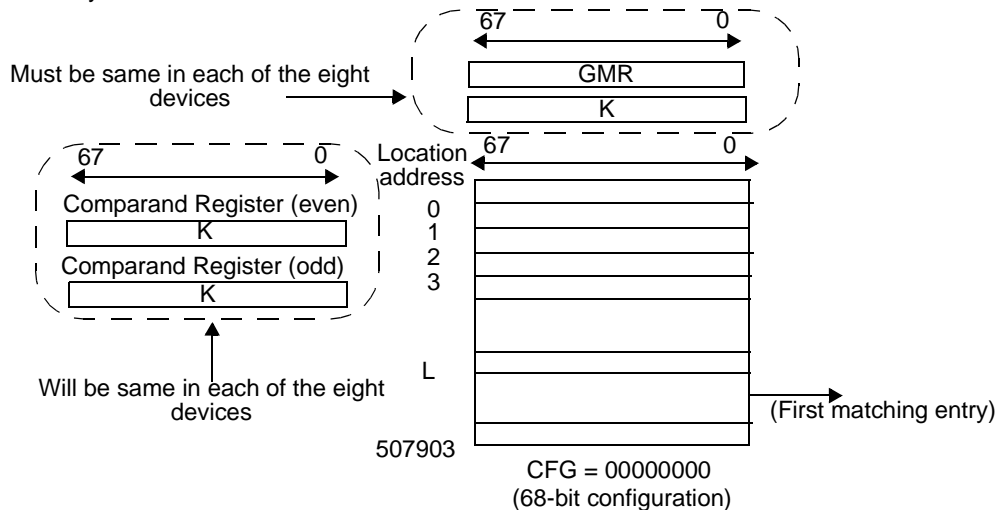 67 0
Must be same in each of the eight
devices
GMR
K
67 0
Comparand Register (even)
K
Comparand Register (odd)
K
Will be same in each of the eight
devices
Location
address
67 0
0
1
2
3
L
507903
(First matching entry)
CFG = 00000000
(68-bit configuration)